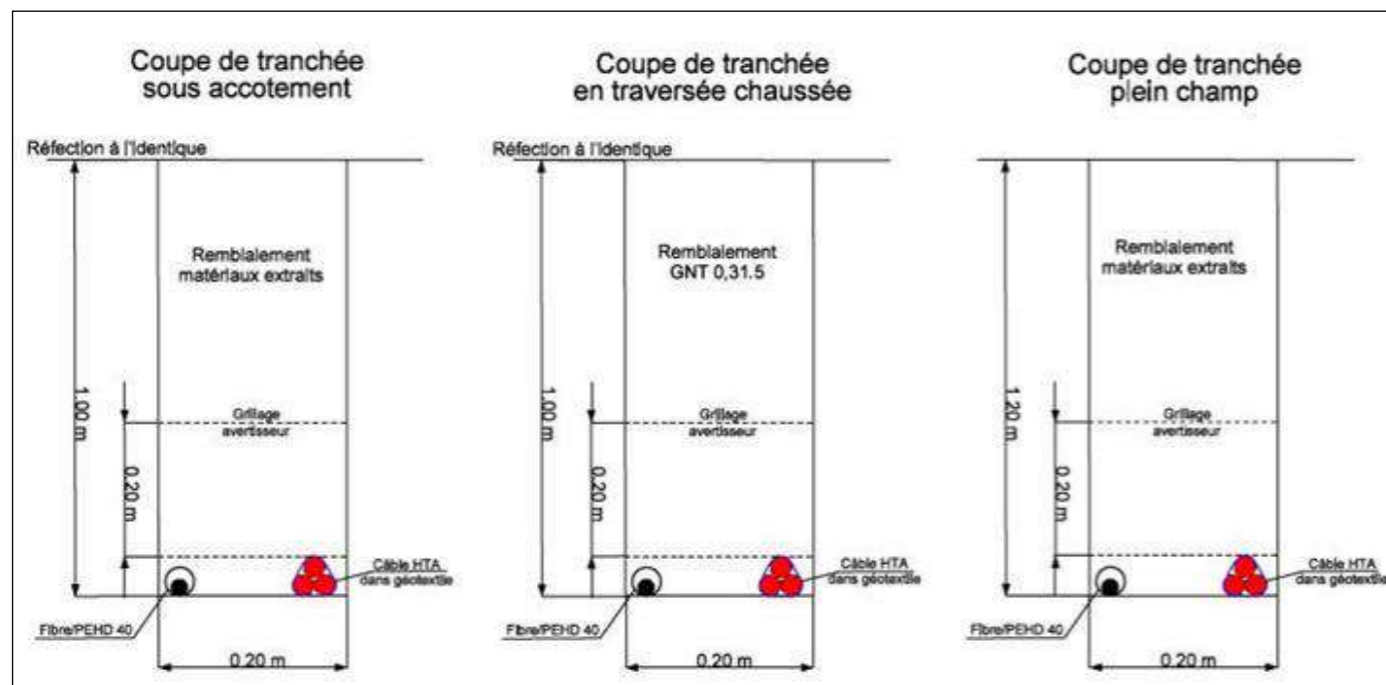 Coupe de tranchée
sous accotement
Réfection à l'identique
Remblaiement
matériaux extraits
1.00 m
Grillage
avertisseur
0.20 m
Câble HTA
dans géotextile
Fibre/PEHD 40
0.20 m
Coupe de tranchée
en traversée chaussée
Réfection à l'identique
Remblaiement
GNT 0,31.5
1.00 m
Grillage
avertisseur
0.20 m
Câble HTA
dans géotextile
Fibre/PEHD 40
0.20 m
Coupe de tranchée
plein champ
Remblaiement
matériaux extraits
1.20 m
Grillage
avertisseur
0.20 m
Câble HTA
dans géotextile
Fibre/PEHD 40
0.20 m